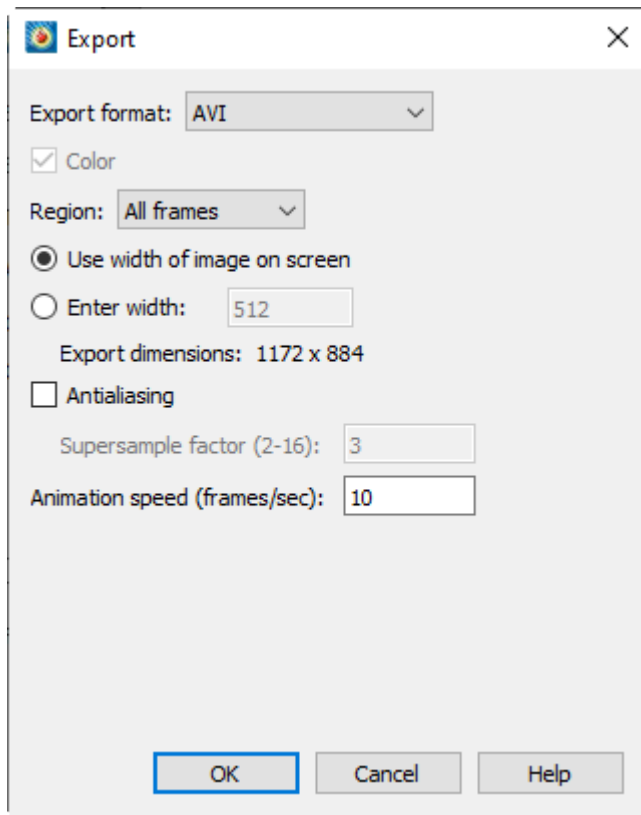 Export
Export format: AVI
Color
Region: All frames
Use width of image on screen
Enter width: 512
Export dimensions: 1172 x 884
Antialiasing
Supersample factor (2-16): 3
Animation speed (frames/sec): 10
OK Cancel Help